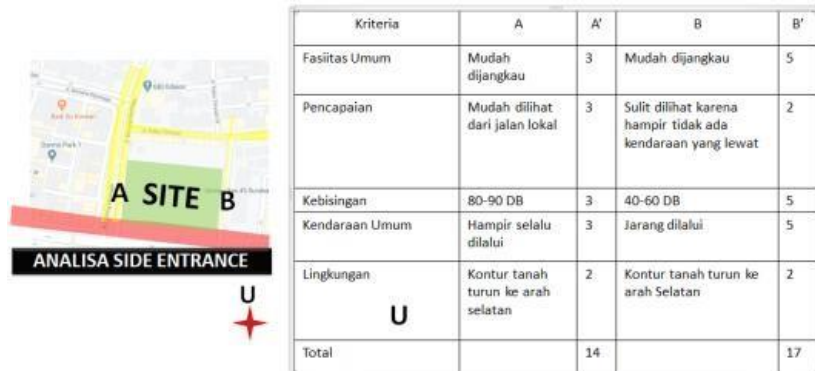 A SITE B
ANALISA SIDE ENTRANCE
U
Kriteria A A' B B'
Fasiitas Umum Mudah dijangkau 3 Mudah dijangkau 5
Pencapaian Mudah dilihat dari jalan lokal 3 Sulit dilihat karena hampir tidak ada kendaraan yang lewat 2
Kebisingan 80-90 DB 3 40-60 DB 5
Kendaraan Umum Hampir selalu dilalui 3 Jarang dilalui 5
Lingkungan Kontur tanah turun ke arah selatan 2 Kontur tanah turun ke arah Selatan 2
U
Total 14 17